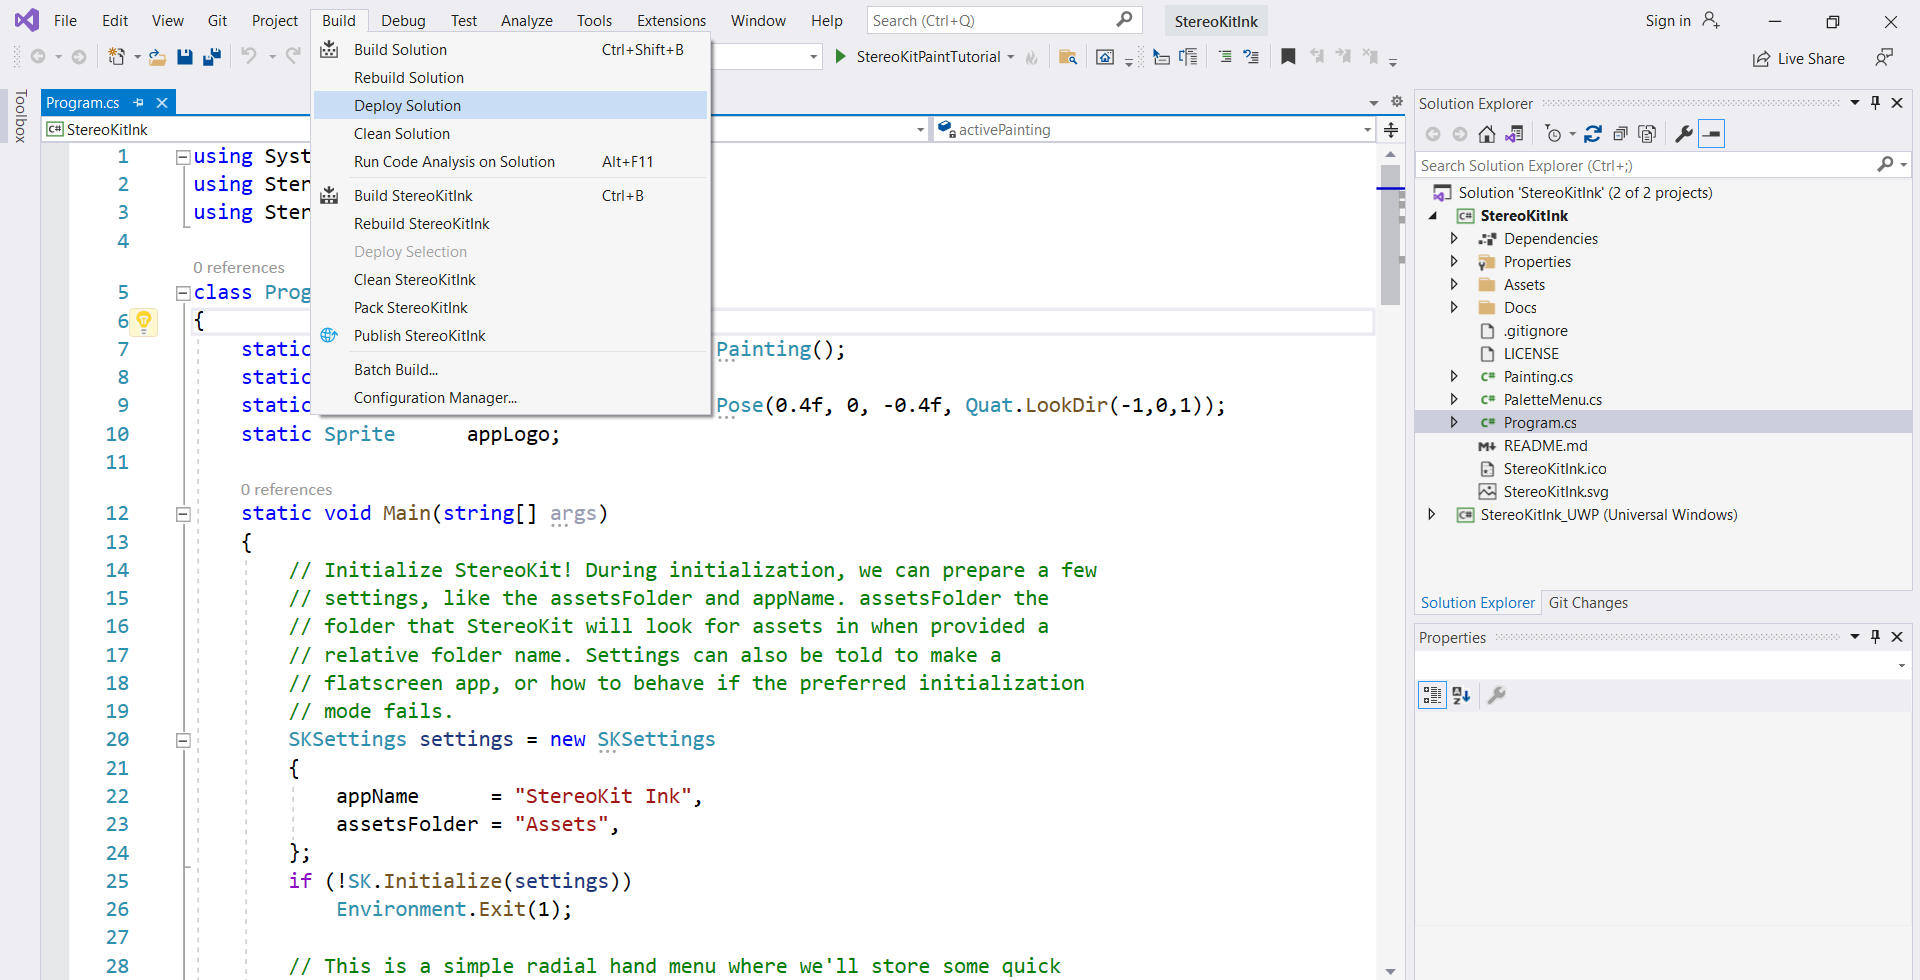 File Edit View Git Project Build Debug Test Analyze Tools Extensions Window Help Search (Ctrl+Q) StereoKitInk Sign in
StereoKitPaintTutorial Live Share
Build Solution Ctrl+Shift+B
Rebuild Solution
Deploy Solution
Clean Solution
Run Code Analysis on Solution Alt+F11
Build StereoKitInk Ctrl+B
Rebuild StereoKitInk
Deploy Selection
Clean StereoKitInk
Pack StereoKitInk
Publish StereoKitInk
Batch Build...
Configuration Manager...
Toolbox
Program.cs
C# StereoKitInk activePainting
1 using Syst
2 using Ster
3 using Ster
4
0 references
5 class Prog
6 {
7 static Painting();
8 static
9 static Pose(0.4f, 0, -0.4f, Quat.LookDir(-1,0,1));
10 static Sprite appLogo;
11
0 references
12 static void Main(string[] args)
13 {
14 // Initialize StereoKit! During initialization, we can prepare a few
15 // settings, like the assetsFolder and appName. assetsFolder the
16 // folder that StereoKit will look for assets in when provided a
17 // relative folder name. Settings can also be told to make a
18 // flatscreen app, or how to behave if the preferred initialization
19 // mode fails.
20 SKSettings settings = new SKSettings
21 {
22 appName = "StereoKit Ink",
23 assetsFolder = "Assets",
24 };
25 if (!SK.Initialize(settings))
26 Environment.Exit(1);
27
28 // This is a simple radial hand menu where we'll store some quick
Solution Explorer
Search Solution Explorer (Ctrl+;)
Solution 'StereoKitInk' (2 of 2 projects)
C# StereoKitInk
Dependencies
Properties
Assets
Docs
.gitignore
LICENSE
C# Painting.cs
C# PaletteMenu.cs
C# Program.cs
M↓ README.md
StereoKitInk.ico
StereoKitInk.svg
C# StereoKitInk_UWP (Universal Windows)
Solution Explorer Git Changes
Properties